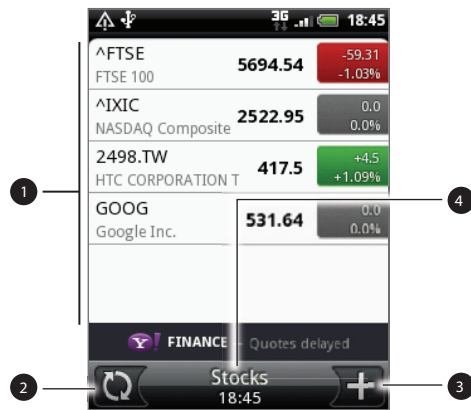 3G 18:45
^FTSE 5694.54 -59.31
FTSE 100 -1.03%
^IXIC 2522.95 0.0
NASDAQ Composite 0.0%
2498.TW 417.5 +4.5
HTC CORPORATION T +1.09%
GOOG 531.64 0.0
Google Inc. 0.0%
1
4
Y! FINANCE - Quotes delayed
2
Stocks
18:45
3